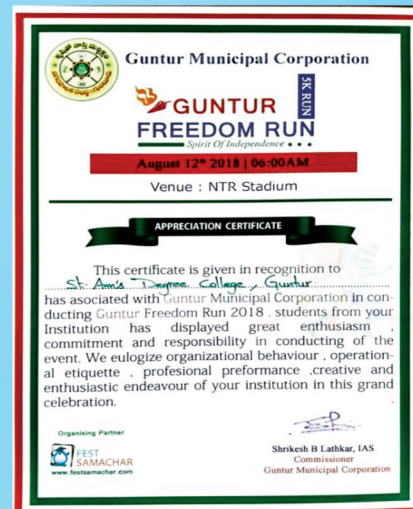 Guntur Municipal Corporation
5K RUN
GUNTUR
FREEDOM RUN
Spirit Of Independence
August 12th 2018 | 06:00AM
Venue : NTR Stadium
APPRECIATION CERTIFICATE
This certificate is given in recognition to
St. Ann's Degree College, Guntur
has asociated with Guntur Municipal Corporation in con-
ducting Guntur Freedom Run 2018 . students from your
Institution has displayed great enthusiasm ,
commitment and responsibility in conducting of the
event. We eulogize organizational behaviour , operation-
al etiquette , profesional preformance ,creative and
enthusiastic endeavour of your institution in this grand
celebration.
Organising Partner
FEST
SAMACHAR
www.festsamachar.com
Shrikesh B Lathkar, IAS
Commissioner
Guntur Municipal Corporation